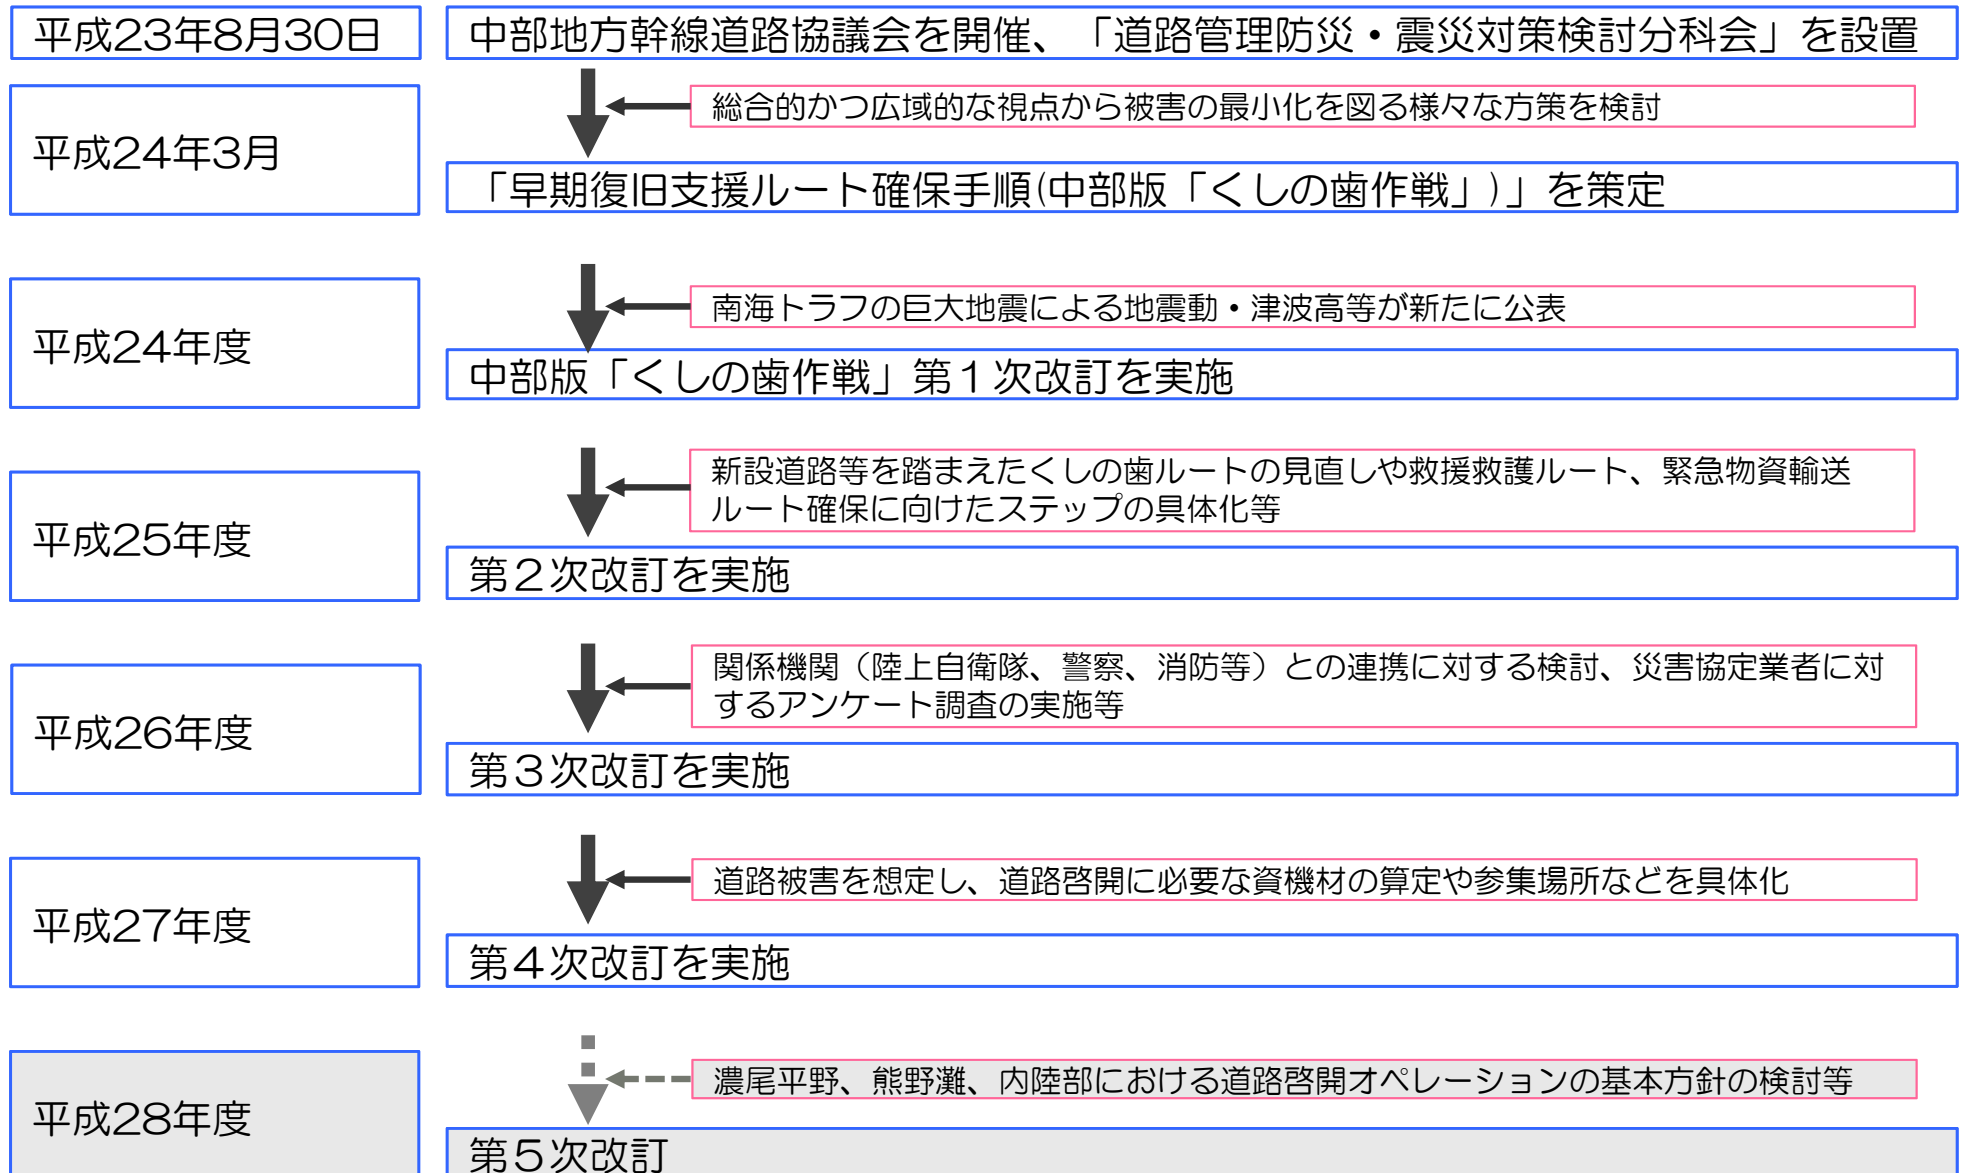 平成23年8月30日
中部地方幹線道路協議会を開催、「道路管理防災・震災対策検討分科会」を設置
総合的かつ広域的な視点から被害の最小化を図る様々な方策を検討
平成24年3月
「早期復旧支援ルート確保手順(中部版「くしの歯作戦」)」を策定
南海トラフの巨大地震による地震動・津波高等が新たに公表
平成24年度
中部版「くしの歯作戦」第１次改訂を実施
新設道路等を踏まえたくしの歯ルートの見直しや救援救護ルート、緊急物資輸送
ルート確保に向けたステップの具体化等
平成25年度
第２次改訂を実施
関係機関（陸上自衛隊、警察、消防等）との連携に対する検討、災害協定業者に対
するアンケート調査の実施等
平成26年度
第３次改訂を実施
道路被害を想定し、道路啓開に必要な資機材の算定や参集場所などを具体化
平成27年度
第４次改訂を実施
濃尾平野、熊野灘、内陸部における道路啓開オペレーションの基本方針の検討等
平成28年度
第５次改訂